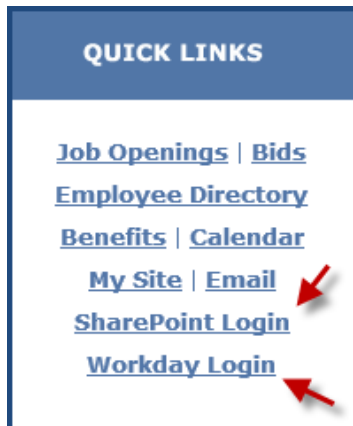 QUICK LINKS
Job Openings | Bids
Employee Directory
Benefits | Calendar
My Site | Email
SharePoint Login
Workday Login